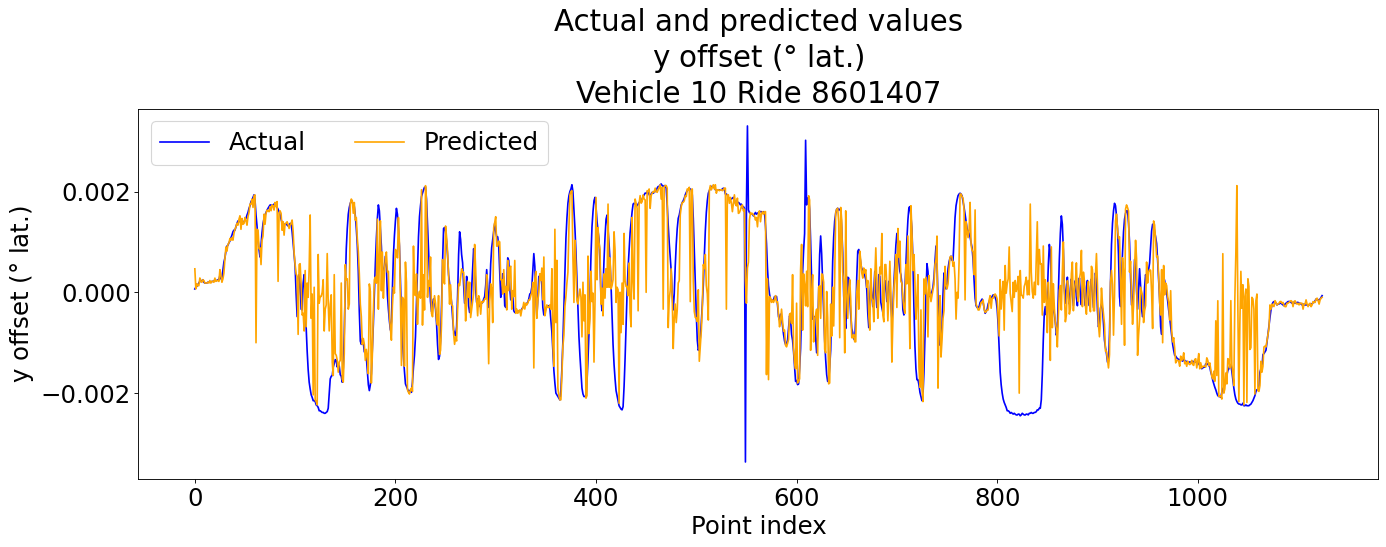 Actual and predicted values
y offset (° lat.)
Vehicle 10 Ride 8601407
Actual
Predicted
y offset (° lat.)
0.002
0.000
−0.002
0
200
400
600
800
1000
Point index